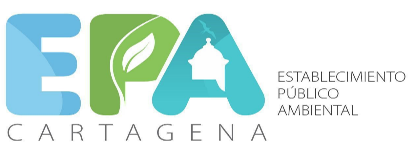 EPA
CARTAGENA
ESTABLECIMIENTO
PÚBLICO
AMBIENTAL